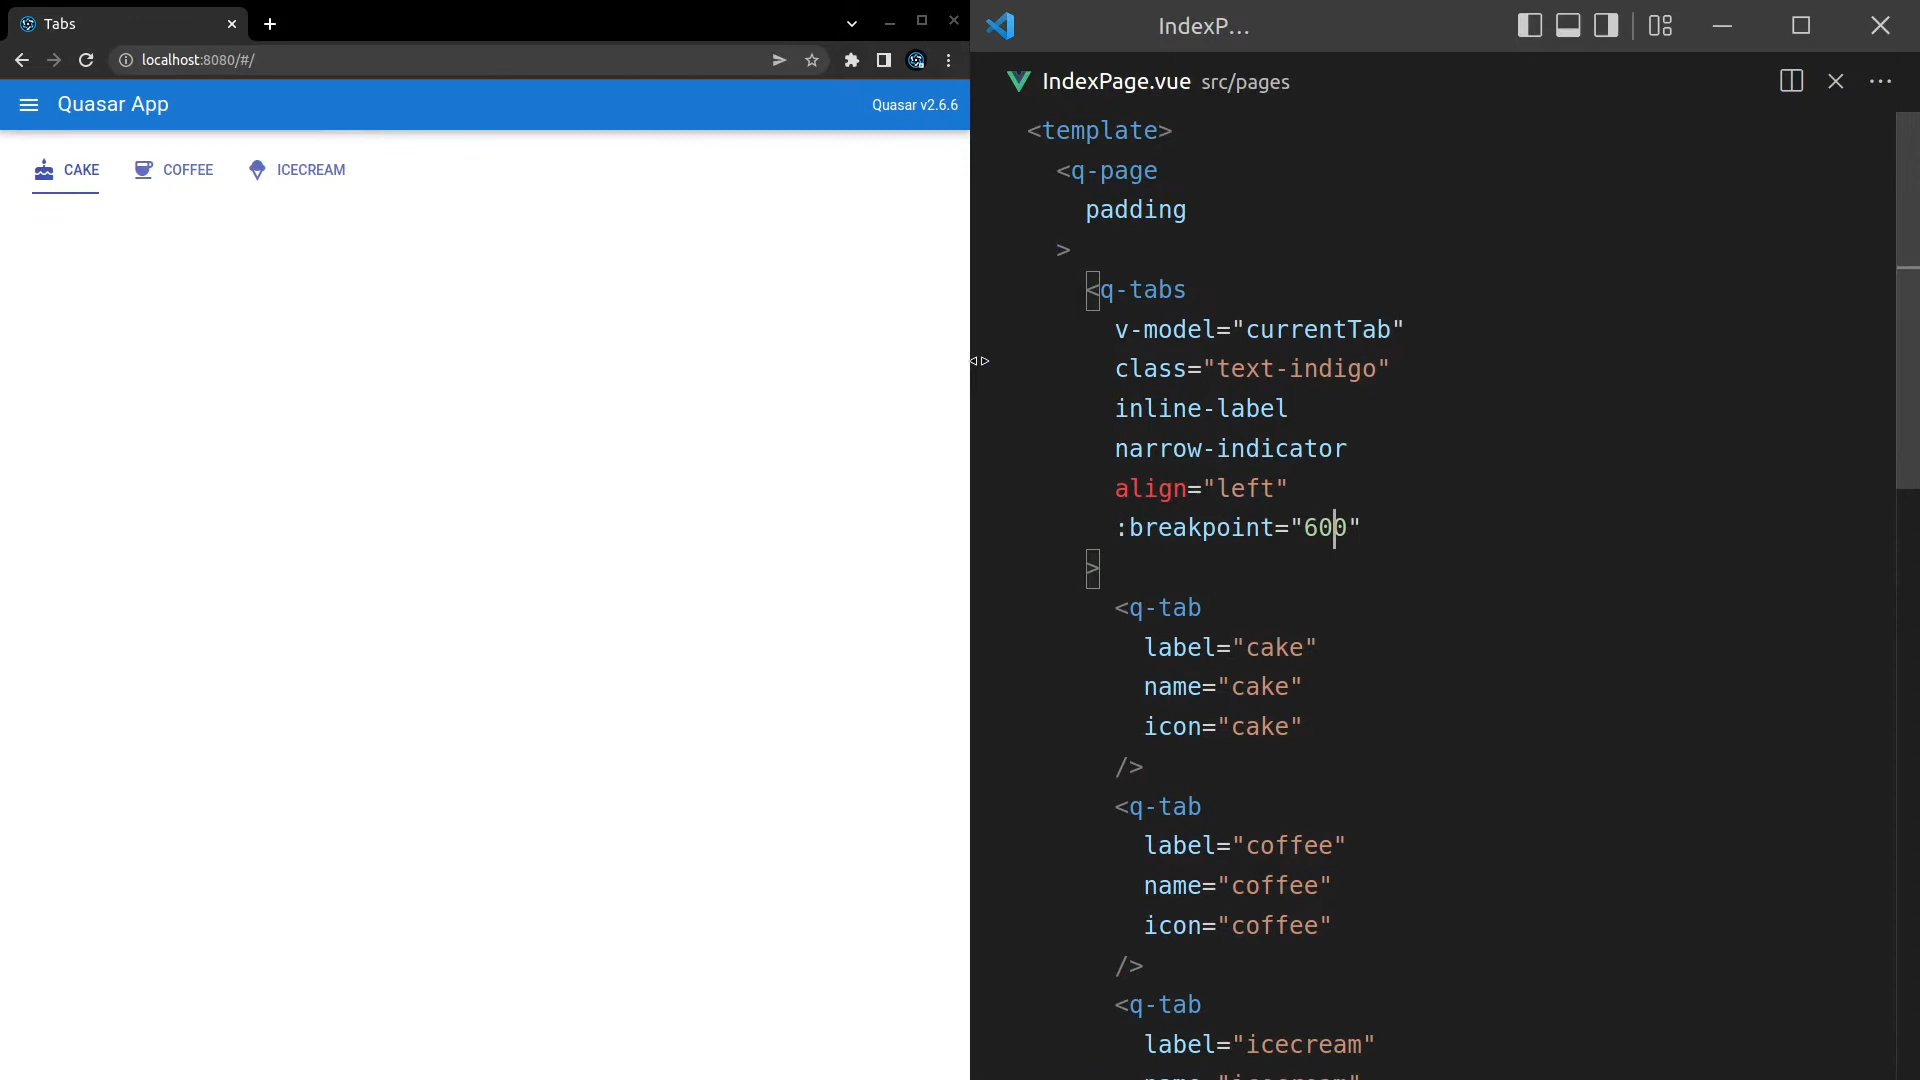 Tabs
localhost:8080/#/
Quasar App
Quasar v2.6.6
CAKE
COFFEE
ICECREAM
IndexP...
IndexPage.vue src/pages
<template>
<q-page
padding
>
<q-tabs
v-model="currentTab"
class="text-indigo"
inline-label
narrow-indicator
align="left"
:breakpoint="600"
>
<q-tab
label="cake"
name="cake"
icon="cake"
/>
<q-tab
label="coffee"
name="coffee"
icon="coffee"
/>
<q-tab
label="icecream"
name="icecream"